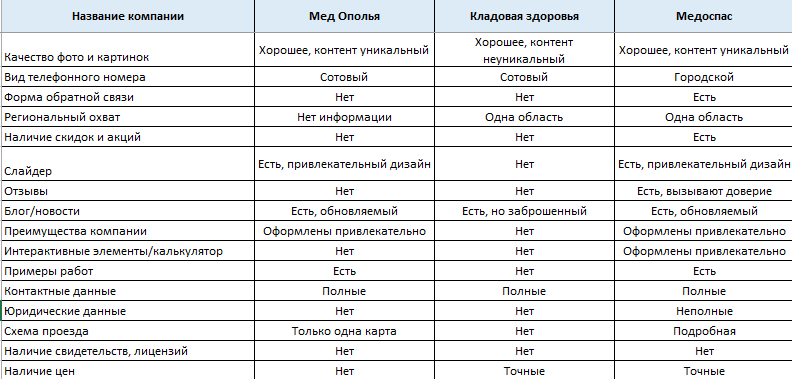 Название компании Мед Ополья Кладовая здоровья Медоспас
Качество фото и картинок Хорошее, контент уникальный Хорошее, контент неуникальный Хорошее, контент уникальный
Вид телефонного номера Сотовый Сотовый Городской
Форма обратной связи Нет Нет Есть
Региональный охват Нет информации Одна область Одна область
Наличие скидок и акций Нет Нет Есть
Слайдер Есть, привлекательный дизайн Нет Есть, привлекательный дизайн
Отзывы Нет Нет Есть, вызывают доверие
Блог/новости Есть, обновляемый Есть, но заброшенный Есть, обновляемый
Преимущества компании Оформлены привлекательно Нет Оформлены привлекательно
Интерактивные элементы/калькулятор Нет Нет Оформлены привлекательно
Примеры работ Есть Нет Есть
Контактные данные Полные Полные Полные
Юридические данные Нет Нет Неполные
Схема проезда Только одна карта Нет Подробная
Наличие свидетельств, лицензий Нет Нет Нет
Наличие цен Нет Точные Точные